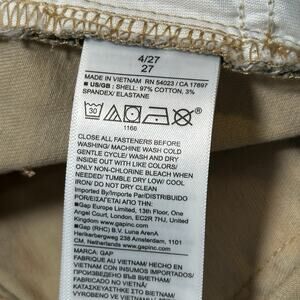 4/27
27
MADE IN VIETNAM RN 54023 / CA 17897
■ US/GB : SHELL: 97% COTTON, 3%
SPANDEX/ ELASTANE
30
1166
CLOSE ALL FASTENERS BEFORE
WASHING/ MACHINE WASH COLD
GENTLE CYCLE/ WASH AND DRY
INSIDE OUT WITH LIKE COLORS/
ONLY NON-CHLORINE BLEACH WHEN
NEEDED/ TUMBLE DRY LOW/ COOL
IRON/ DO NOT DRY CLEAN
Imported By/Importe Par/DISTRIBUIDO
POR/ΕΙΣΑΓΕΤΑΙ ΑΠΟ ΤΗΝ:
■ Gap Europe Limited, 13th Floor, One
Angel Court, London, EC2R 7HJ, United
Kingdom www.gapinc.com
■ Gap (RHC) B.V. Luna ArenA
Herikerbergweg 238 Amsterdam, 1101
CM, Netherlands www.gapinc.com
MARCA, GAP
FABRIQUE AU VIETNAM/ HECHO EN
VIETNAM CON INSUMOS IMPORTADOS/
ПРОИЗВЕДЕНО ВЪВ ВИЕТНАМ/
FABRICADO NO VIETNÃ/
ΚΑΤΑΣΚΕΥΑΣΤΗΚΕ ΣΤΟ ΒΙΕΤΝΑΜ/
VYROBENO VE VIETNAMU/